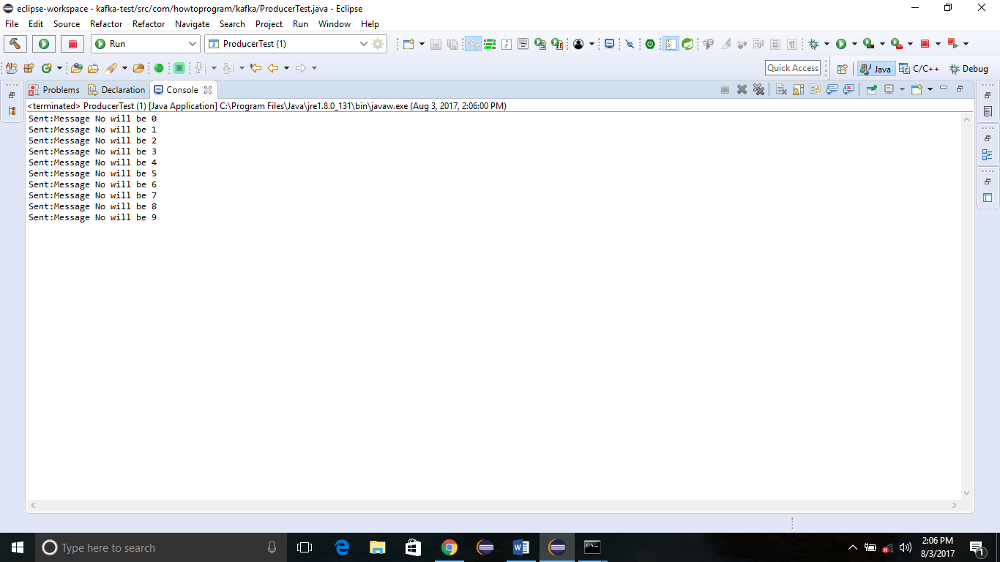 eclipse-workspace - kafka-test/src/com/howtoprogram/kafka/ProducerTest.java - Eclipse
File Edit Source Refactor Refactor Navigate Search Project Run Window Help
Run ProducerTest (1)
Quick Access Java C/C++ Debug
Problems Declaration Console
<terminated> ProducerTest (1) [Java Application] C:\Program Files\Java\jre1.8.0_131\bin\javaw.exe (Aug 3, 2017, 2:06:00 PM)
Sent:Message No will be 0
Sent:Message No will be 1
Sent:Message No will be 2
Sent:Message No will be 3
Sent:Message No will be 4
Sent:Message No will be 5
Sent:Message No will be 6
Sent:Message No will be 7
Sent:Message No will be 8
Sent:Message No will be 9
Type here to search
2:06 PM
8/3/2017
1